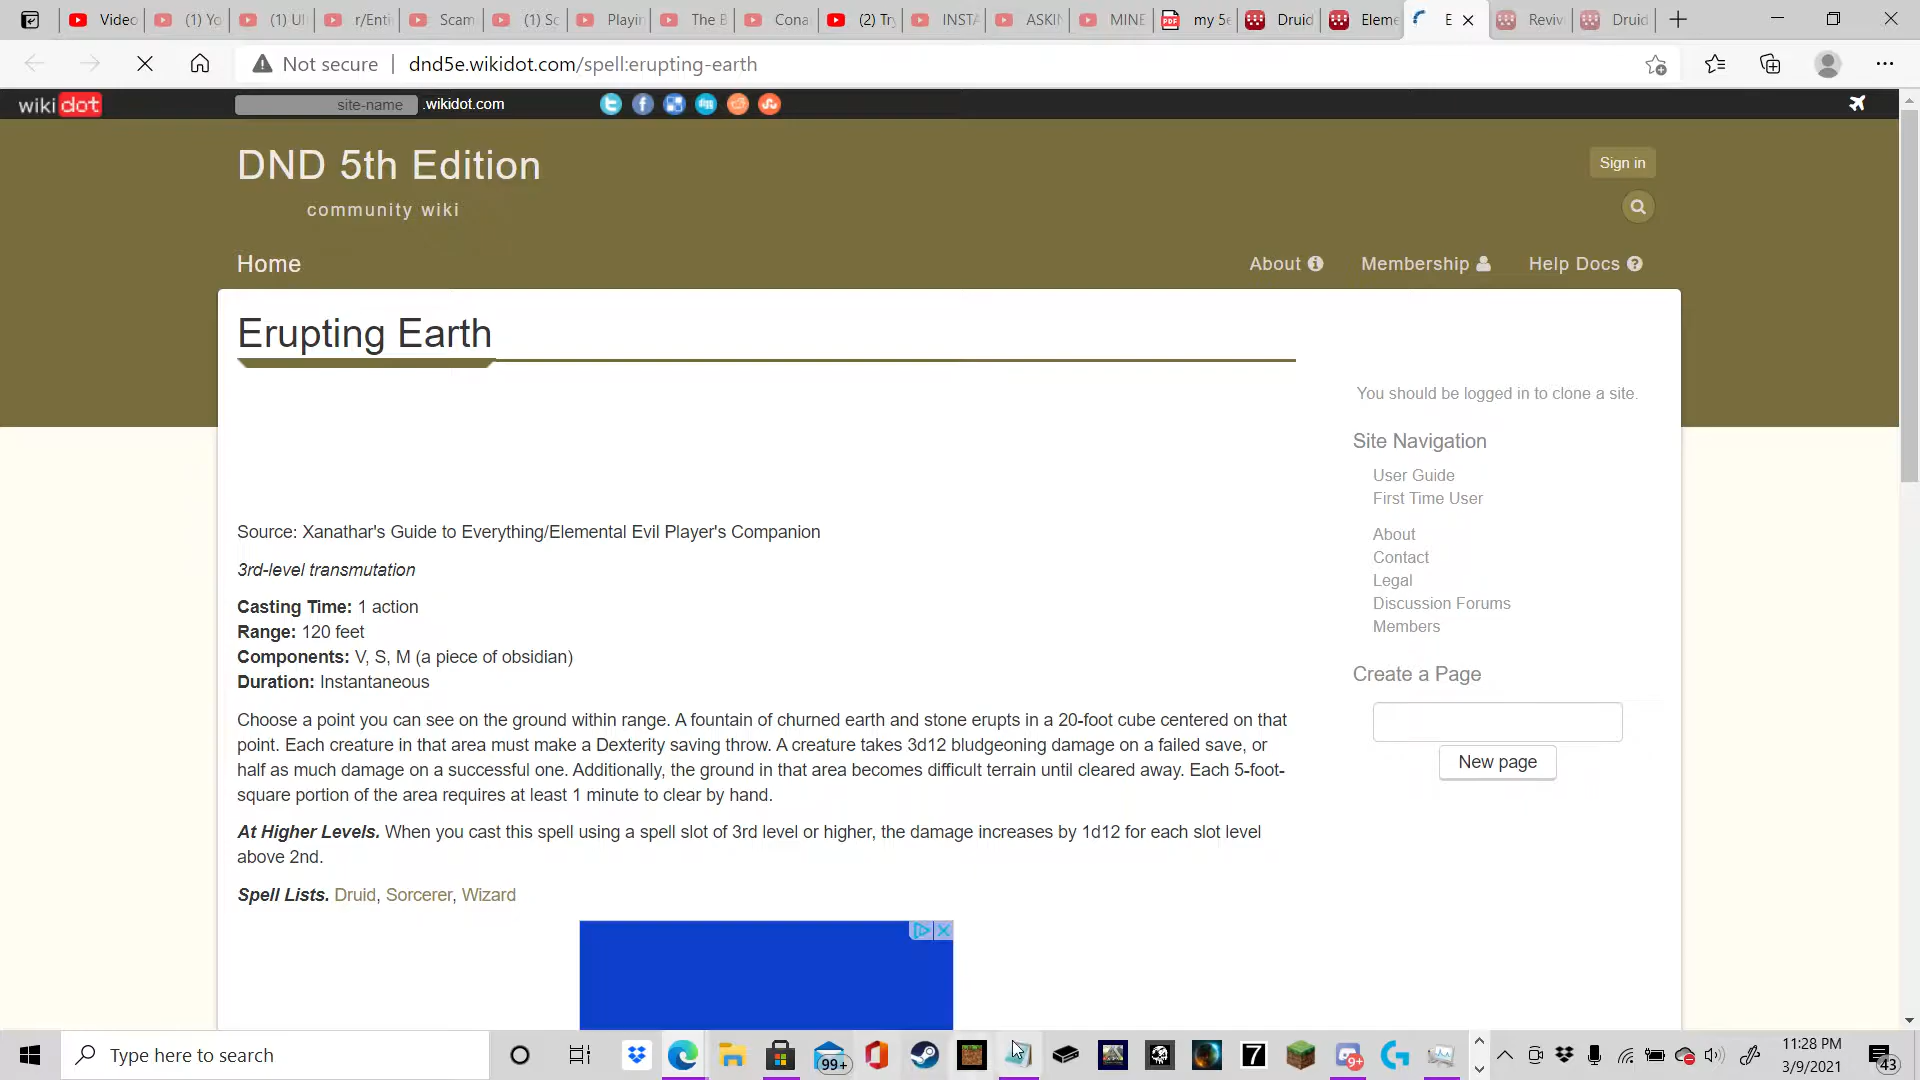 Video
(1) Yo
(1) UI
r/Enti
Scam
(1) Sc
Playin
The B
Cona
(2) Tr
INSTA
ASKIN
MINE
PDF
my 5e
Druid
Eleme
E
Reviv
Druid
Not secure
dnd5e.wikidot.com/spell:erupting-earth
wikidot
site-name .wikidot.com
DND 5th Edition
community wiki
Sign in
Home
About
Membership
Help Docs
Erupting Earth
Source: Xanathar's Guide to Everything/Elemental Evil Player's Companion
3rd-level transmutation
Casting Time: 1 action
Range: 120 feet
Components: V, S, M (a piece of obsidian)
Duration: Instantaneous
Choose a point you can see on the ground within range. A fountain of churned earth and stone erupts in a 20-foot cube centered on that
point. Each creature in that area must make a Dexterity saving throw. A creature takes 3d12 bludgeoning damage on a failed save, or
half as much damage on a successful one. Additionally, the ground in that area becomes difficult terrain until cleared away. Each 5-foot-
square portion of the area requires at least 1 minute to clear by hand.
At Higher Levels. When you cast this spell using a spell slot of 3rd level or higher, the damage increases by 1d12 for each slot level
above 2nd.
Spell Lists. Druid, Sorcerer, Wizard
You should be logged in to clone a site.
Site Navigation
User Guide
First Time User
About
Contact
Legal
Discussion Forums
Members
Create a Page
New page
Type here to search
99+
7
9+
11:28 PM
3/9/2021
43